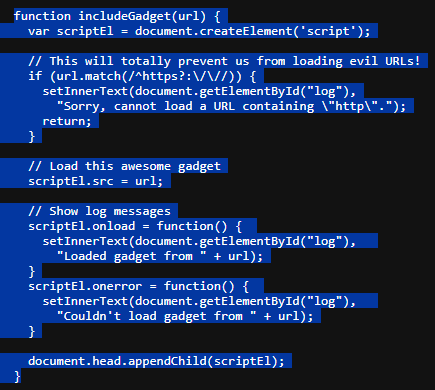 function includeGadget(url) {
  var scriptEl = document.createElement('script');

  // This will totally prevent us from loading evil URLs!
  if (url.match(/^https?:\/\//)) {
    setInnerText(document.getElementById("log"),
      "Sorry, cannot load a URL containing \"http\".");
    return;
  }

  // Load this awesome gadget
  scriptEl.src = url;

  // Show log messages
  scriptEl.onload = function() {
    setInnerText(document.getElementById("log"),
      "Loaded gadget from " + url);
  }
  scriptEl.onerror = function() {
    setInnerText(document.getElementById("log"),
      "Couldn't load gadget from " + url);
  }

  document.head.appendChild(scriptEl);
}